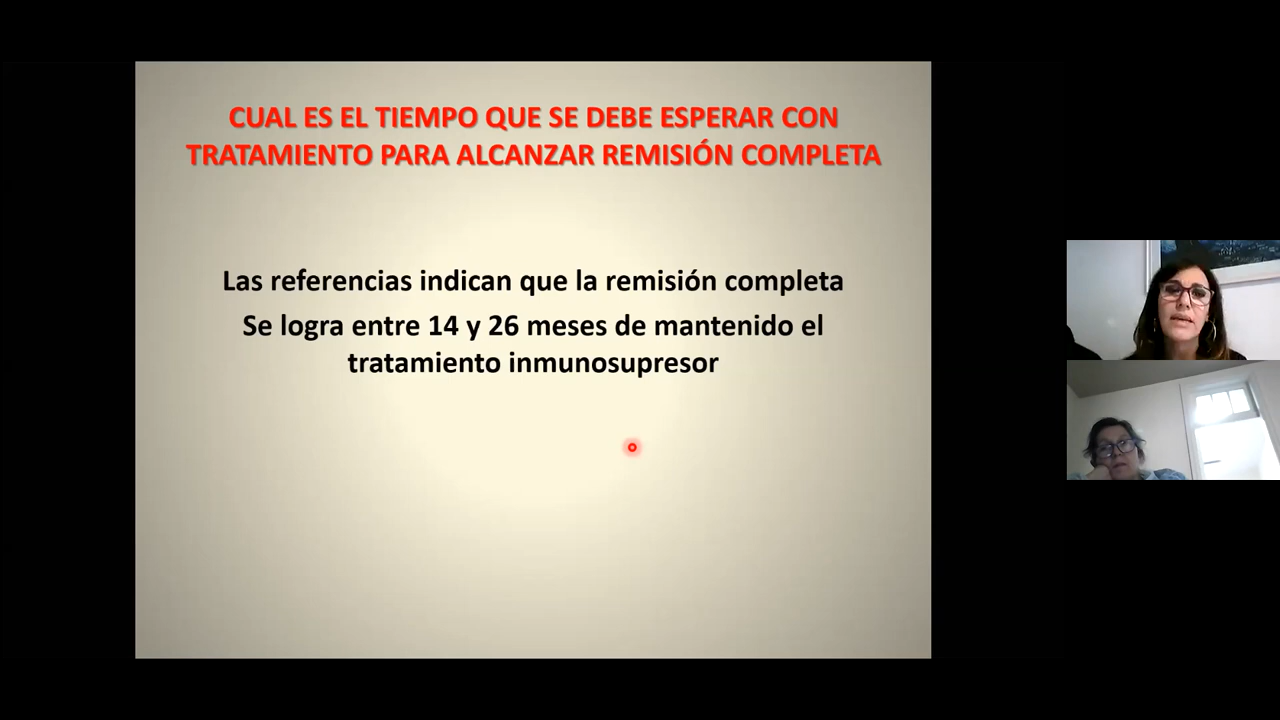 CUAL ES EL TIEMPO QUE SE DEBE ESPERAR CON
TRATAMIENTO PARA ALCANZAR REMISIÓN COMPLETA
Las referencias indican que la remisión completa
Se logra entre 14 y 26 meses de mantenido el
tratamiento inmunosupresor